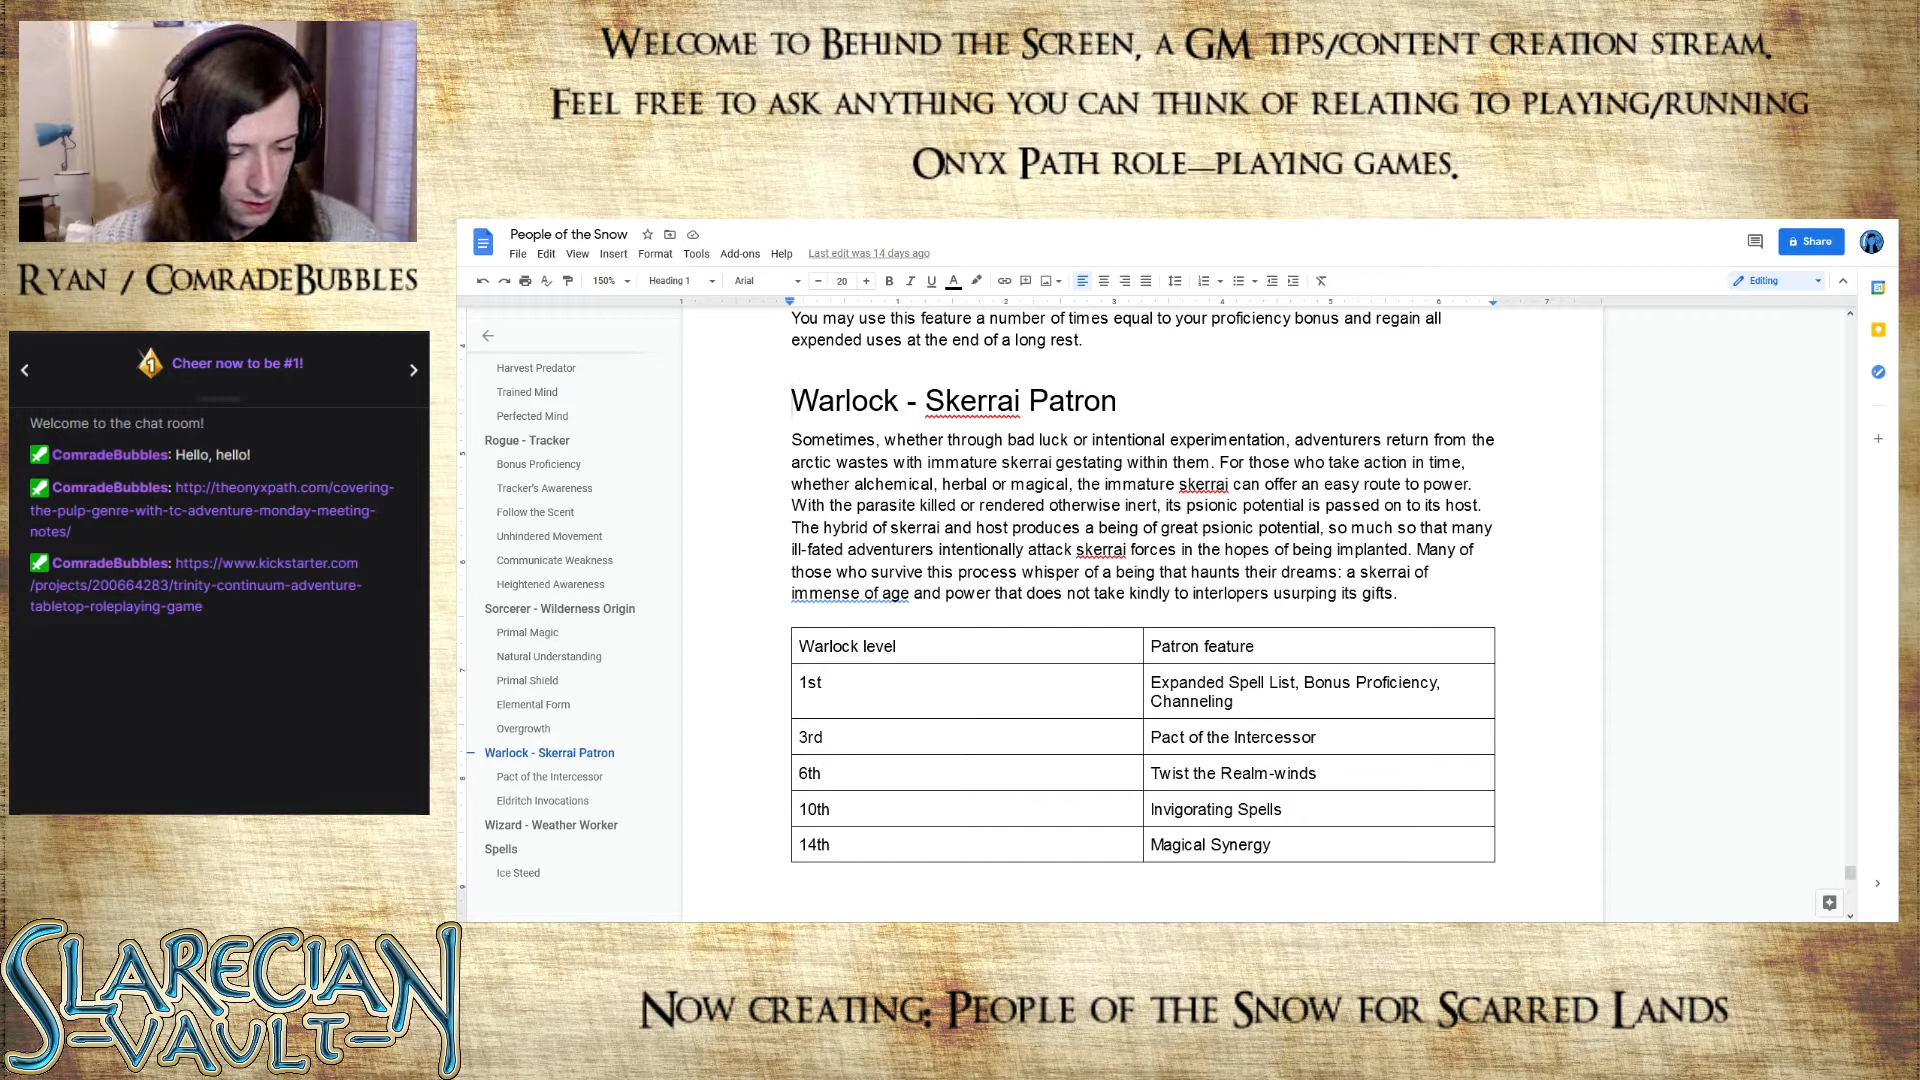 Welcome to Behind the Screen, a GM tips/content creation stream.
Feel free to ask anything you can think of relating to playing/running
Onyx Path role-playing games.
Ryan / ComradeBubbles
1
Cheer now to be #1!
Welcome to the chat room!
ComradeBubbles: Hello, hello!
ComradeBubbles: http://theonyxpath.com/covering-
the-pulp-genre-with-tc-adventure-monday-meeting-
notes/
ComradeBubbles: https://www.kickstarter.com
/projects/200664283/trinity-continuum-adventure-
tabletop-roleplaying-game
People of the Snow
Share
File Edit View Insert Format Tools Add-ons Help Last edit was 14 days ago
150% Heading 1 Arial 20 B I U A Editing
1 1 2 3 4 5 6 7
4
5
6
7
8
9
Harvest Predator
Trained Mind
Perfected Mind
Rogue - Tracker
Bonus Proficiency
Tracker's Awareness
Follow the Scent
Unhindered Movement
Communicate Weakness
Heightened Awareness
Sorcerer - Wilderness Origin
Primal Magic
Natural Understanding
Primal Shield
Elemental Form
Overgrowth
Warlock - Skerrai Patron
Pact of the Intercessor
Eldritch Invocations
Wizard - Weather Worker
Spells
Ice Steed
You may use this feature a number of times equal to your proficiency bonus and regain all
expended uses at the end of a long rest.
Warlock - Skerrai Patron
Sometimes, whether through bad luck or intentional experimentation, adventurers return from the
arctic wastes with immature skerrai gestating within them. For those who take action in time,
whether alchemical, herbal or magical, the immature skerrai can offer an easy route to power.
With the parasite killed or rendered otherwise inert, its psionic potential is passed on to its host.
The hybrid of skerrai and host produces a being of great psionic potential, so much so that many
ill-fated adventurers intentionally attack skerrai forces in the hopes of being implanted. Many of
those who survive this process whisper of a being that haunts their dreams: a skerrai of
immense of age and power that does not take kindly to interlopers usurping its gifts.
Warlock level Patron feature
1st Expanded Spell List, Bonus Proficiency,
Channeling
3rd Pact of the Intercessor
6th Twist the Realm-winds
10th Invigorating Spells
14th Magical Synergy
Slarecian
-Vault-
Now creating: People of the Snow for Scarred Lands